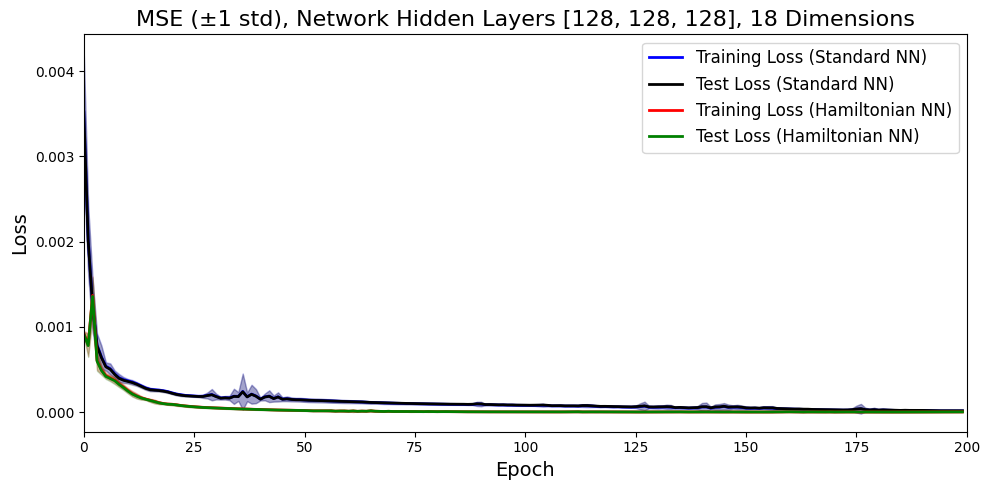 MSE (±1 std), Network Hidden Layers [128, 128, 128], 18 Dimensions
Training Loss (Standard NN)
Test Loss (Standard NN)
Training Loss (Hamiltonian NN)
Test Loss (Hamiltonian NN)
Loss
0.004
0.003
0.002
0.001
0.000
0 25 50 75 100 125 150 175 200
Epoch